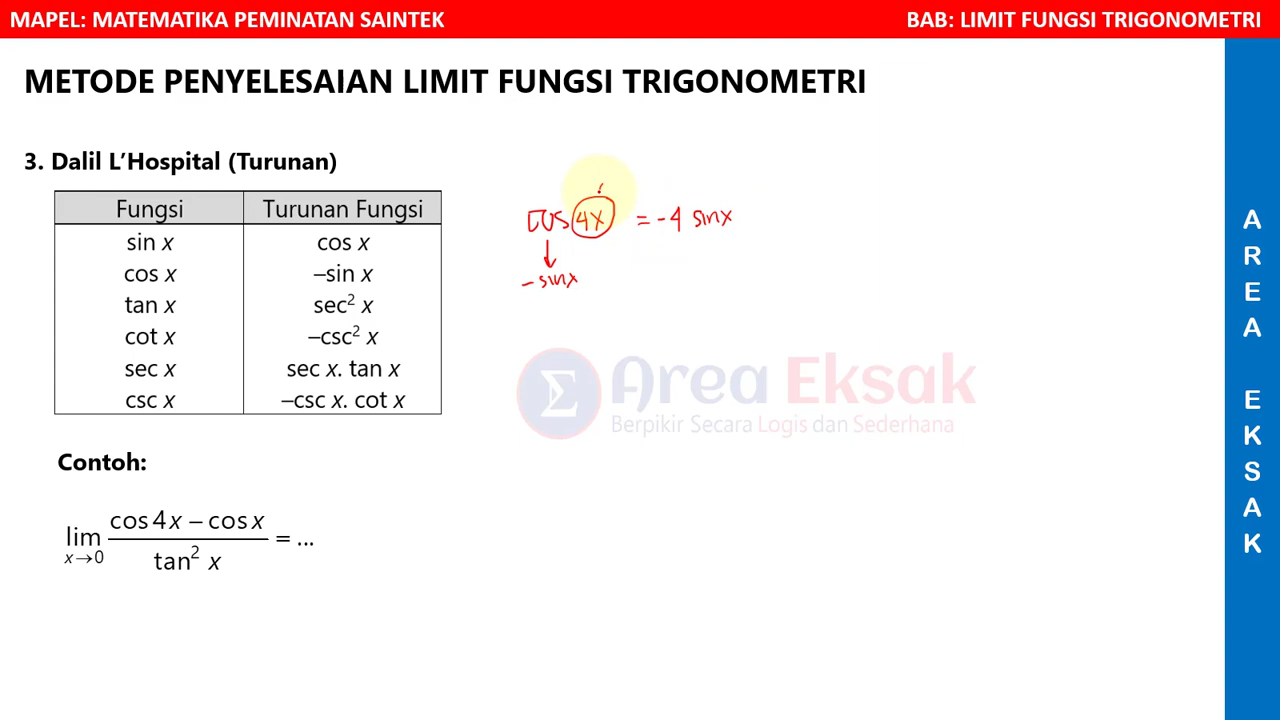 MAPEL: MATEMATIKA PEMINATAN SAINTEK
BAB: LIMIT FUNGSI TRIGONOMETRI
METODE PENYELESAIAN LIMIT FUNGSI TRIGONOMETRI
3. Dalil L’Hospital (Turunan)
Fungsi Turunan Fungsi
sin x cos x
cos x –sin x
tan x sec² x
cot x –csc² x
sec x sec x. tan x
csc x –csc x. cot x
cos 4x = -4 sinx
↓
- sinx
Area Eksak
Berpikir Secara Logis dan Sederhana
Contoh:
lim x→0 (cos 4x – cos x)/(tan² x) = ...
AREA EKSAK